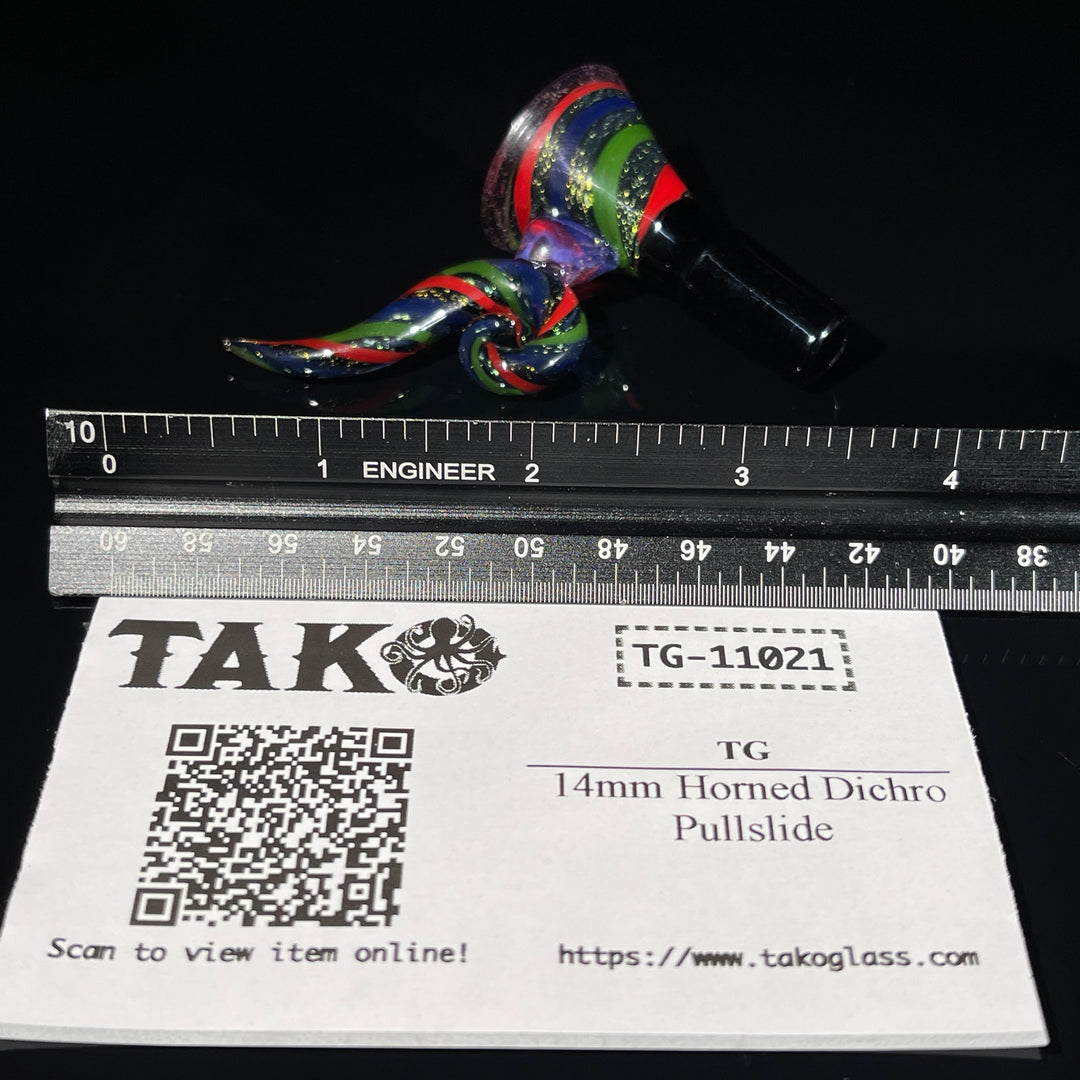 10
0 1 ENGINEER 2 3 4
60 58 56 54 52 50 48 46 44 42 40 38
TAKO
TG-11021
TG
14mm Horned Dichro
Pullslide
Scan to view item online!
https://www.takoglass.com